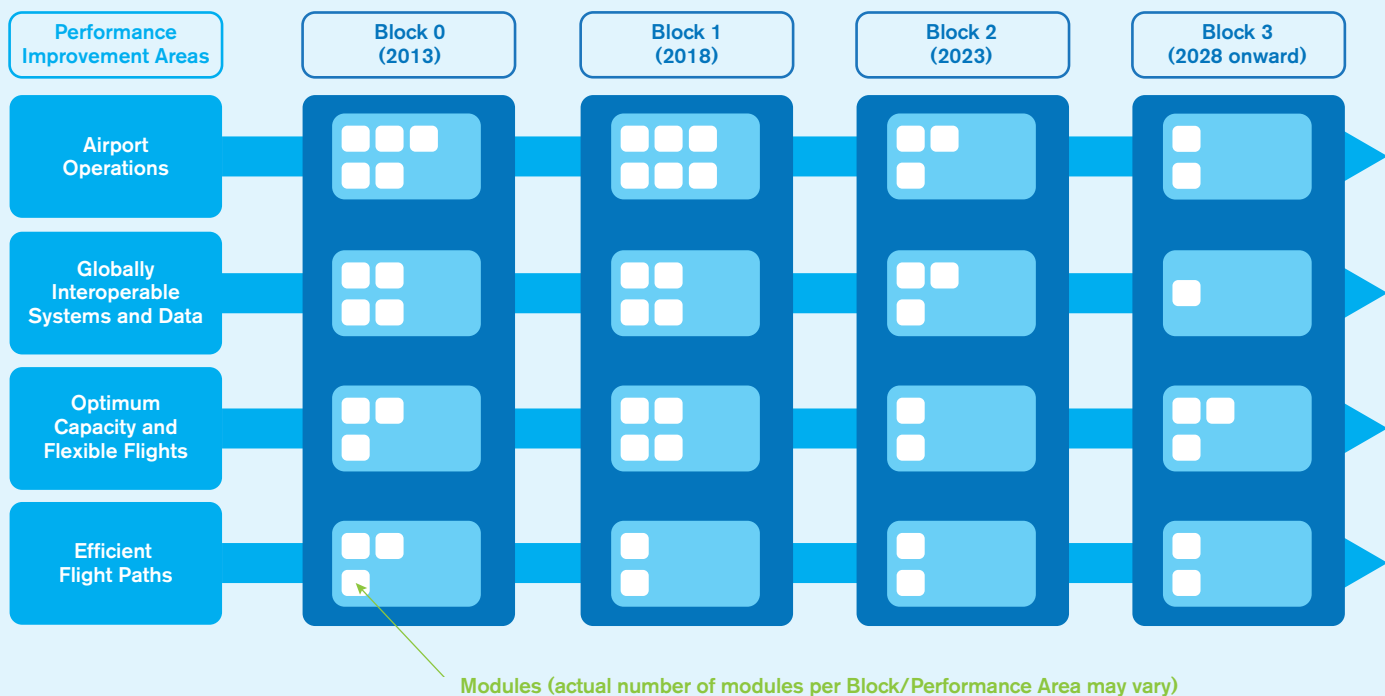 Performance
Improvement Areas
Block 0
(2013)
Block 1
(2018)
Block 2
(2023)
Block 3
(2028 onward)
Airport
Operations
Globally
Interoperable
Systems and Data
Optimum
Capacity and
Flexible Flights
Efficient
Flight Paths
Modules (actual number of modules per Block/Performance Area may vary)